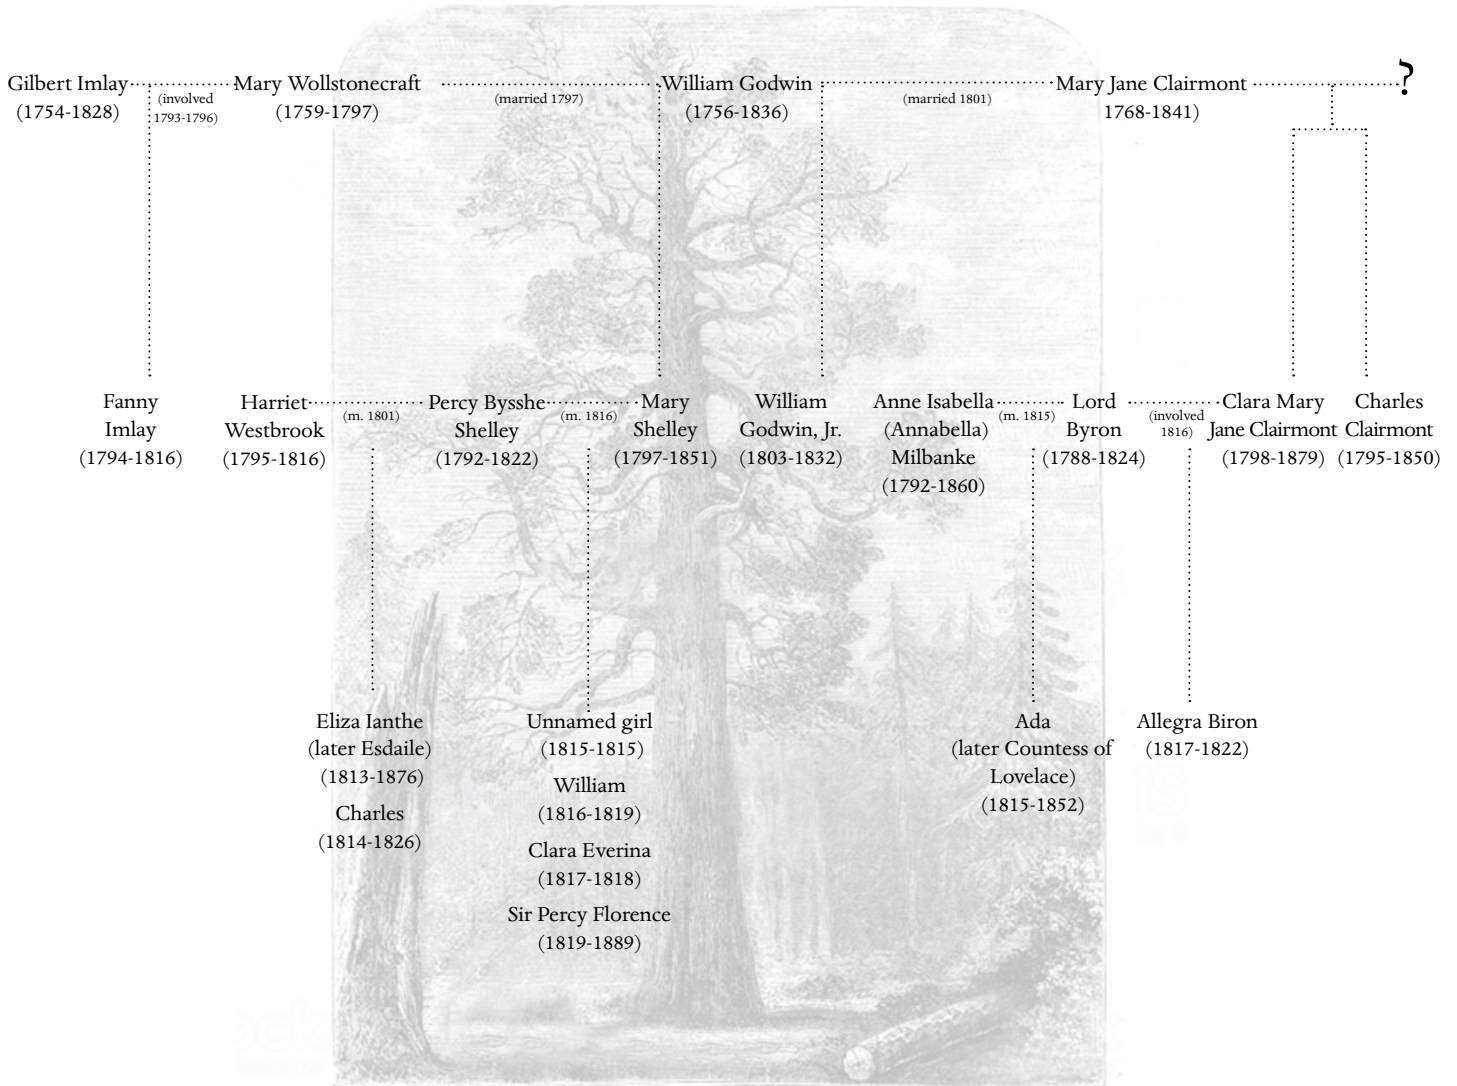 Gilbert Imlay
(1754-1828)
(involved
1793-1796)
Mary Wollstonecraft
(1759-1797)
(married 1797)
William Godwin
(1756-1836)
(married 1801)
Mary Jane Clairmont
1768-1841)
?
Fanny
Imlay
(1794-1816)
Harriet
Westbrook
(1795-1816)
(m. 1801)
Percy Bysshe
Shelley
(1792-1822)
(m. 1816)
Mary
Shelley
(1797-1851)
William
Godwin, Jr.
(1803-1832)
Anne Isabella
(Annabella)
Milbanke
(1792-1860)
(m. 1815)
Lord
Byron
(1788-1824)
(involved
1816)
Clara Mary
Jane Clairmont
(1798-1879)
Charles
Clairmont
(1795-1850)
Eliza Ianthe
(later Esdaile)
(1813-1876)
Charles
(1814-1826)
Unnamed girl
(1815-1815)
William
(1816-1819)
Clara Everina
(1817-1818)
Sir Percy Florence
(1819-1889)
Ada
(later Countess of
Lovelace)
(1815-1852)
Allegra Biron
(1817-1822)